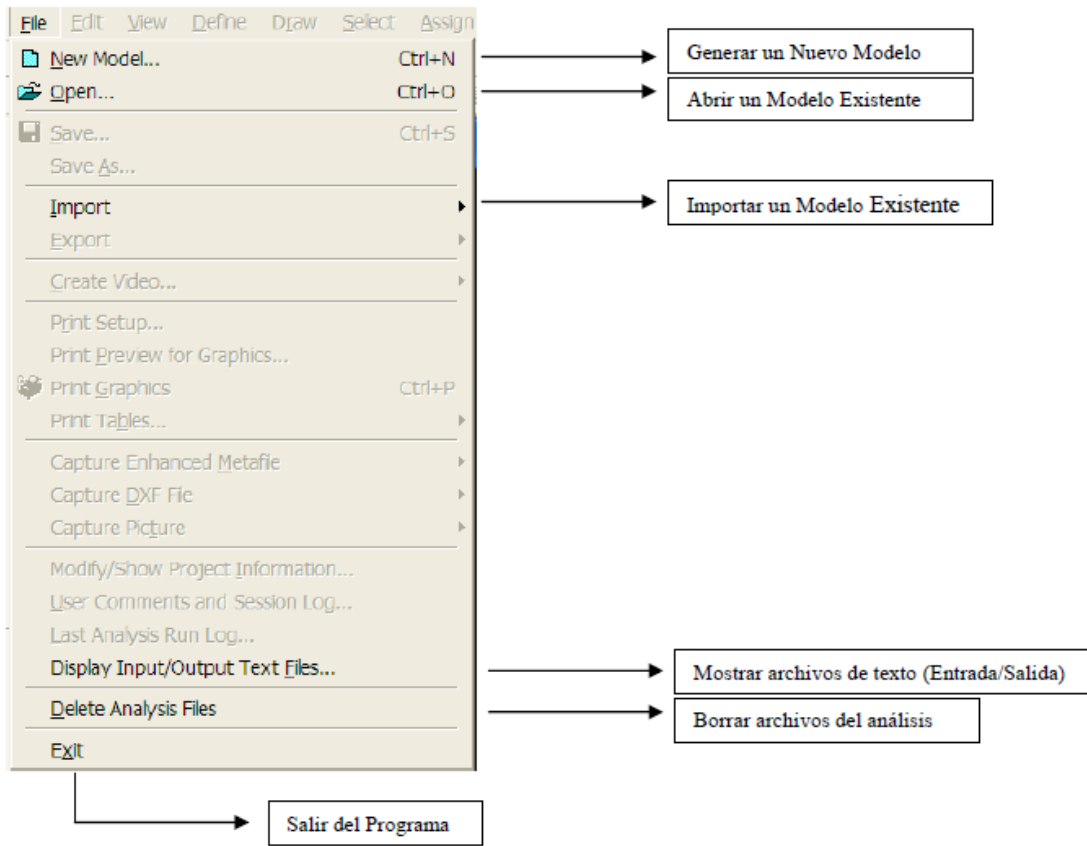 File Edit View Define Draw Select Assign
New Model... Ctrl+N
Generar un Nuevo Modelo
Open... Ctrl+O
Abrir un Modelo Existente
Save... Ctrl+S
Save As...
Import
Importar un Modelo Existente
Export
Create Video...
Print Setup...
Print Preview for Graphics...
Print Graphics Ctrl+P
Print Tables...
Capture Enhanced Metafile
Capture DXF File
Capture Picture
Modify/Show Project Information...
User Comments and Session Log...
Last Analysis Run Log...
Display Input/Output Text Files...
Mostrar archivos de texto (Entrada/Salida)
Delete Analysis Files
Borrar archivos del análisis
Exit
Salir del Programa